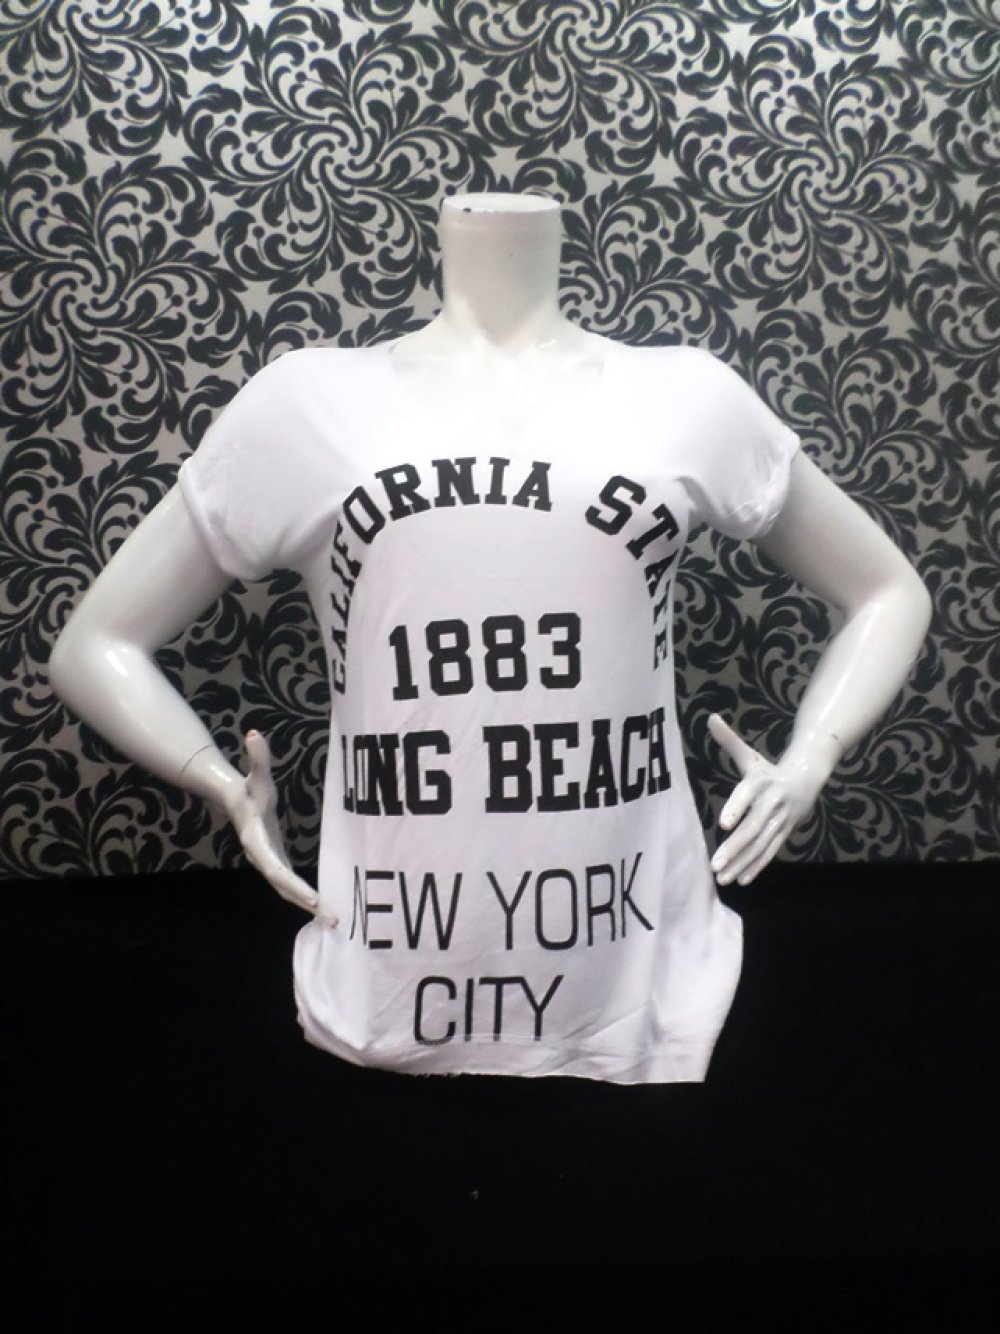 CALIFORNIA STATE
1883
LONG BEACH
NEW YORK
CITY